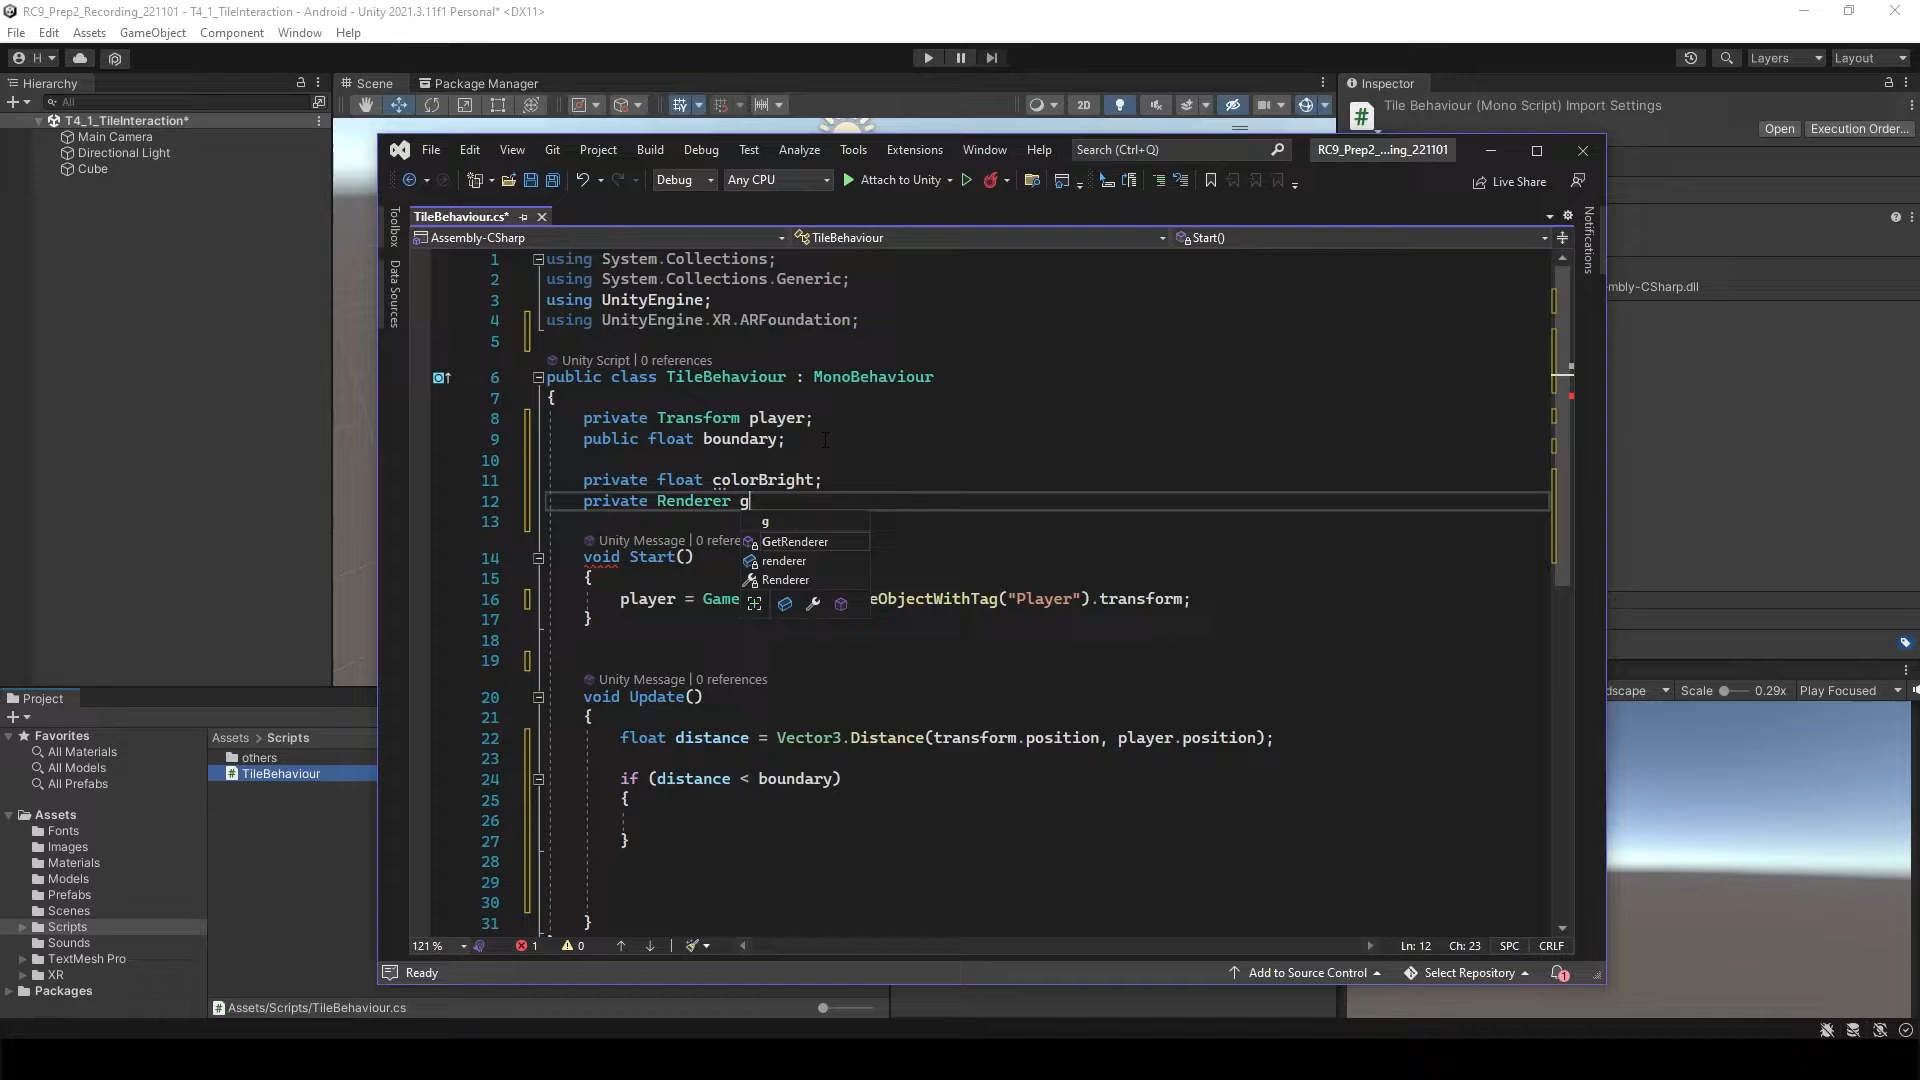 RC9_Prep2_Recording_221101 - T4_1_TileInteraction - Android - Unity 2021.3.11f1 Personal* <DX11>
File Edit Assets GameObject Component Window Help
H Layers Layout
Hierarchy Scene Package Manager Inspector
All 2D
T4_1_TileInteraction*
Main Camera
Directional Light
Cube
Tile Behaviour (Mono Script) Import Settings
Open Execution Order...
File Edit View Git Project Build Debug Test Analyze Tools Extensions Window Help Search (Ctrl+Q) RC9_Prep2_...ing_221101
Debug Any CPU Attach to Unity Live Share
Toolbox
Data Sources
Notifications
TileBehaviour.cs*
Assembly-CSharp TileBehaviour Start()
1 using System.Collections;
2 using System.Collections.Generic;
3 using UnityEngine;
4 using UnityEngine.XR.ARFoundation;
5
Unity Script | 0 references
6 public class TileBehaviour : MonoBehaviour
7 {
8 private Transform player;
9 public float boundary;
10
11 private float colorBright;
12 private Renderer g
13
g
GetRenderer
renderer
Renderer
Unity Message | 0 refere
14 void Start()
15 {
16 player = Game eObjectWithTag("Player").transform;
17 }
18
19
Unity Message | 0 references
20 void Update()
21 {
22 float distance = Vector3.Distance(transform.position, player.position);
23
24 if (distance < boundary)
25 {
26
27 }
28
29
30
31 }
121 % 1 0 Ln: 12 Ch: 23 SPC CRLF
Ready Add to Source Control Select Repository 1
mbly-CSharp.dll
dscape Scale 0.29x Play Focused
Project
Favorites
All Materials
All Models
All Prefabs
Assets
Fonts
Images
Materials
Models
Prefabs
Scenes
Scripts
Sounds
TextMesh Pro
XR
Packages
Assets > Scripts
others
TileBehaviour
Assets/Scripts/TileBehaviour.cs